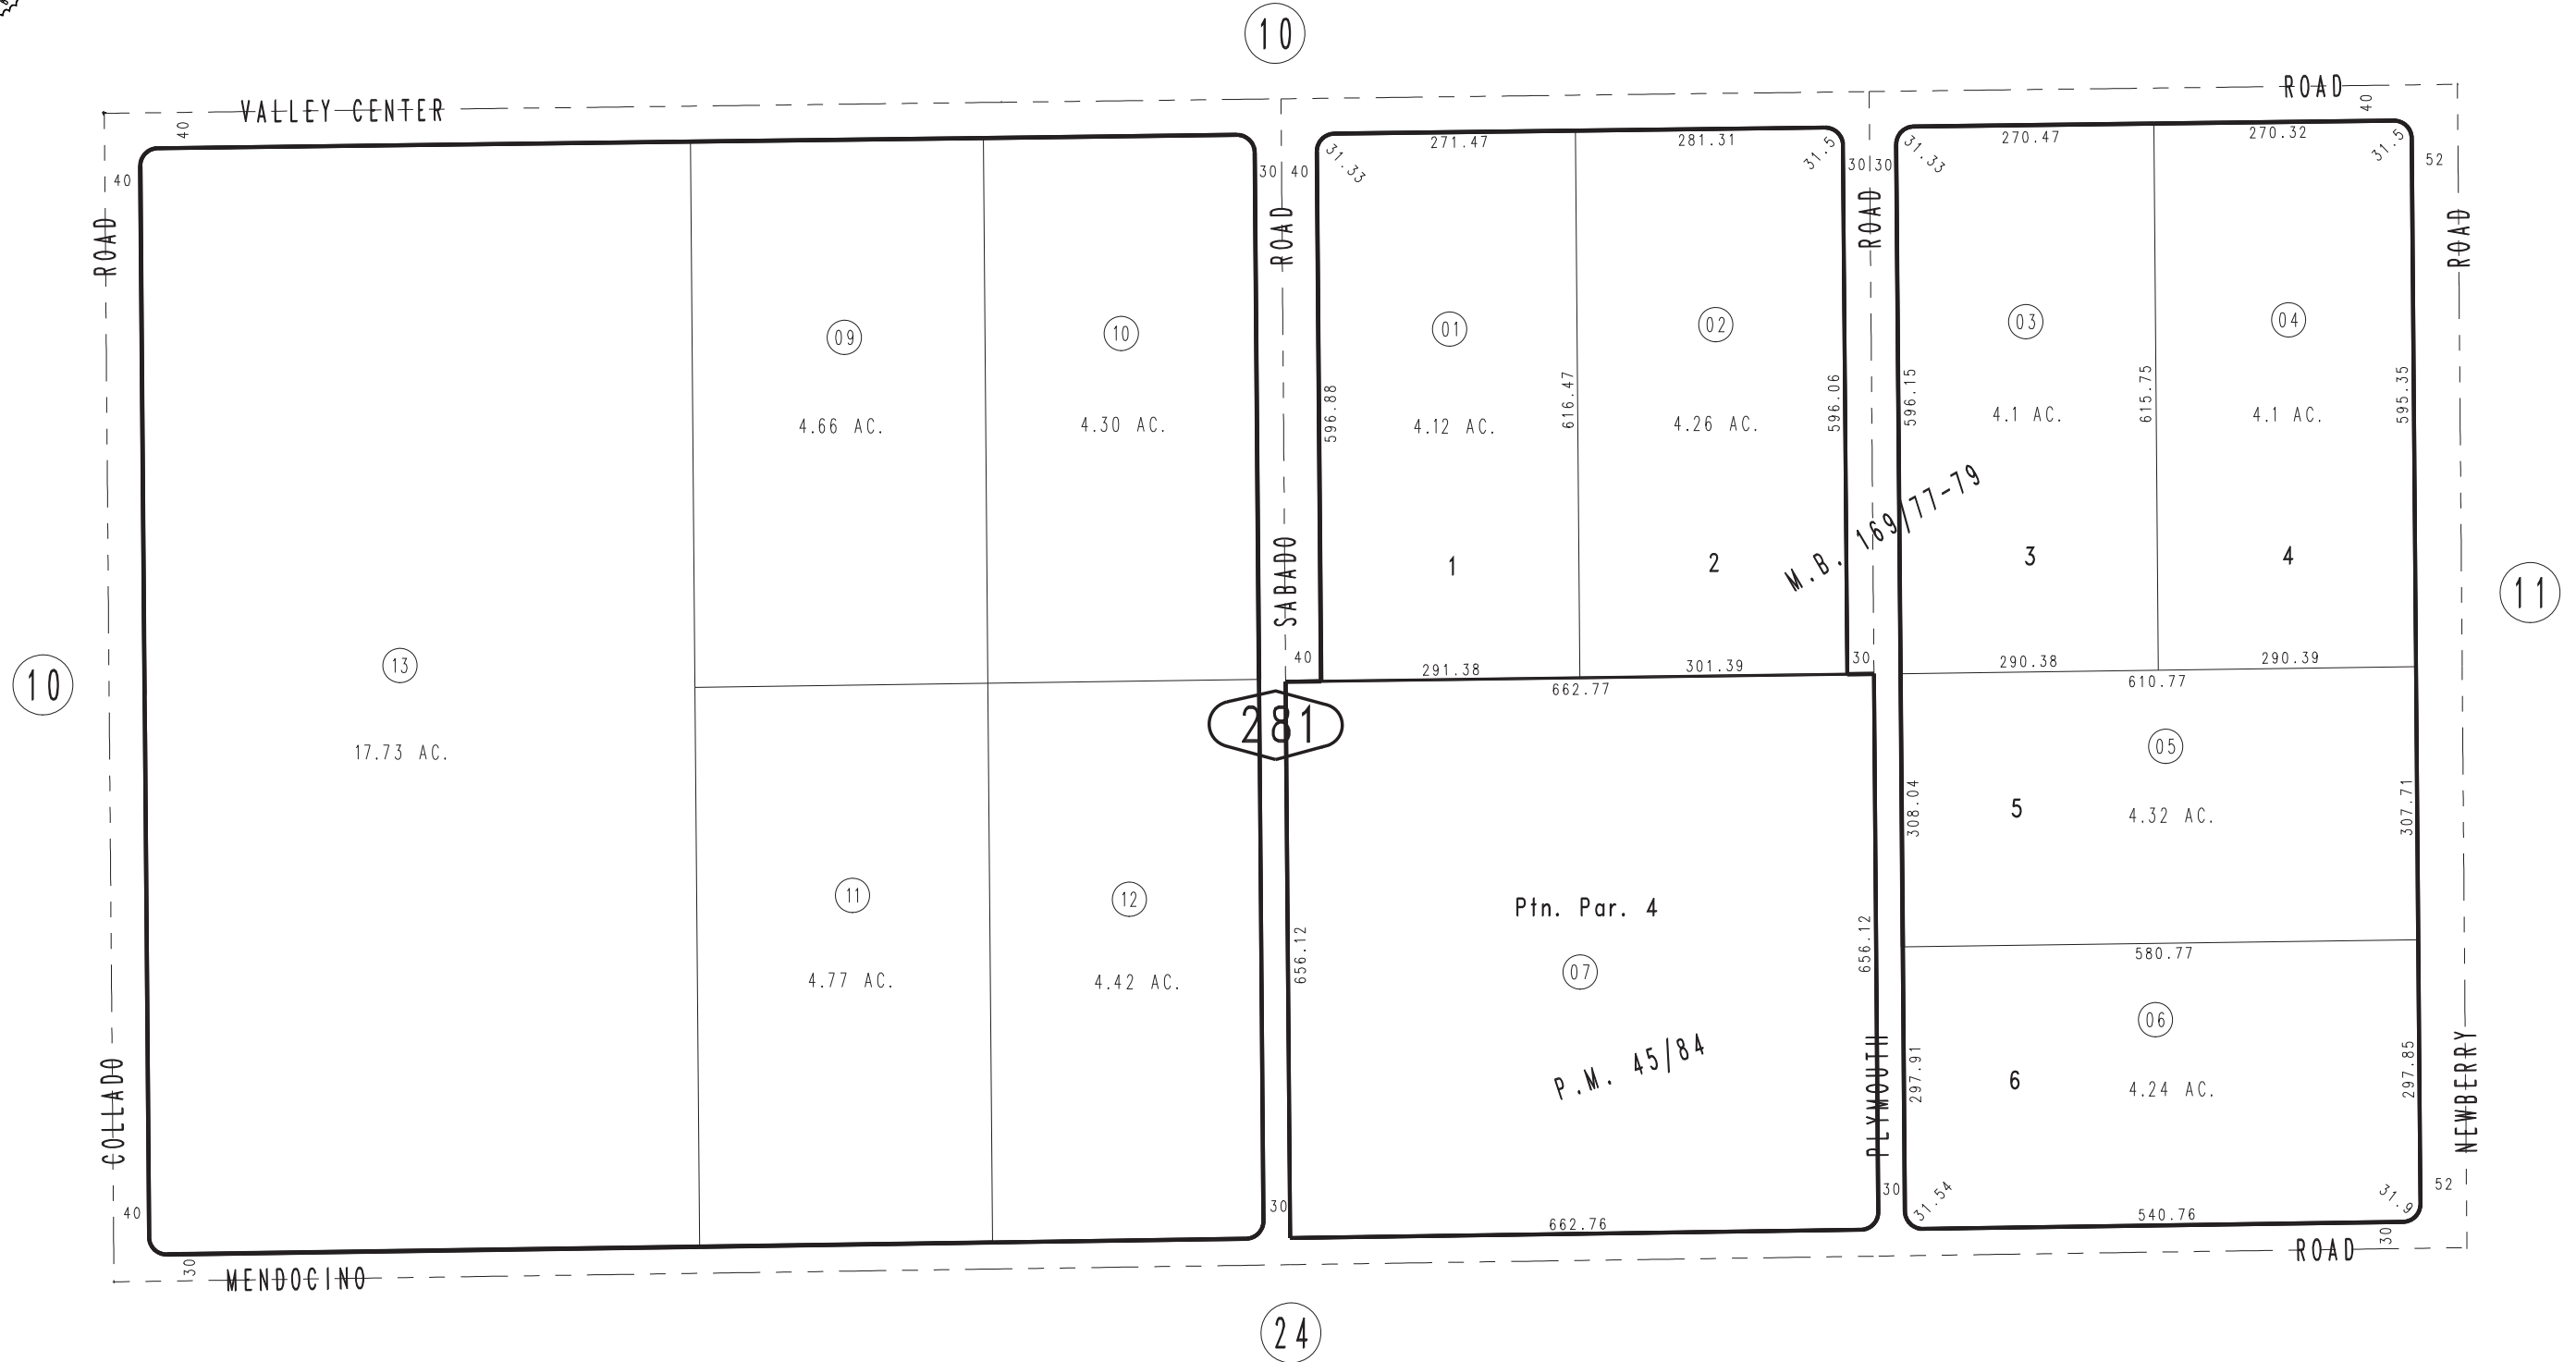 10
VALLEY CENTER
ROAD
40
40
40
ROAD
30
40
ROAD
271.47
281.31
31.33
31.5
30
30
ROAD
270.47
270.32
31.33
31.5
52
ROAD
09
4.66 AC.
10
4.30 AC.
01
4.12 AC.
1
596.88
616.47
02
4.26 AC.
2
596.06
596.15
03
4.1 AC.
3
615.75
04
4.1 AC.
4
595.35
M.B. 169/77-79
11
SABADO
40
291.38
301.39
30
662.77
290.38
290.39
610.77
10
13
17.73 AC.
281
05
5
4.32 AC.
308.04
307.71
11
4.77 AC.
12
4.42 AC.
Ptn. Par. 4
07
656.12
656.12
P.M. 45/84
580.77
06
6
4.24 AC.
297.91
297.85
COLLADO
PLYMOUTH
NEWBERRY
40
30
30
52
31.54
31.9
662.76
540.76
30
MENDOCINO
30
ROAD
24